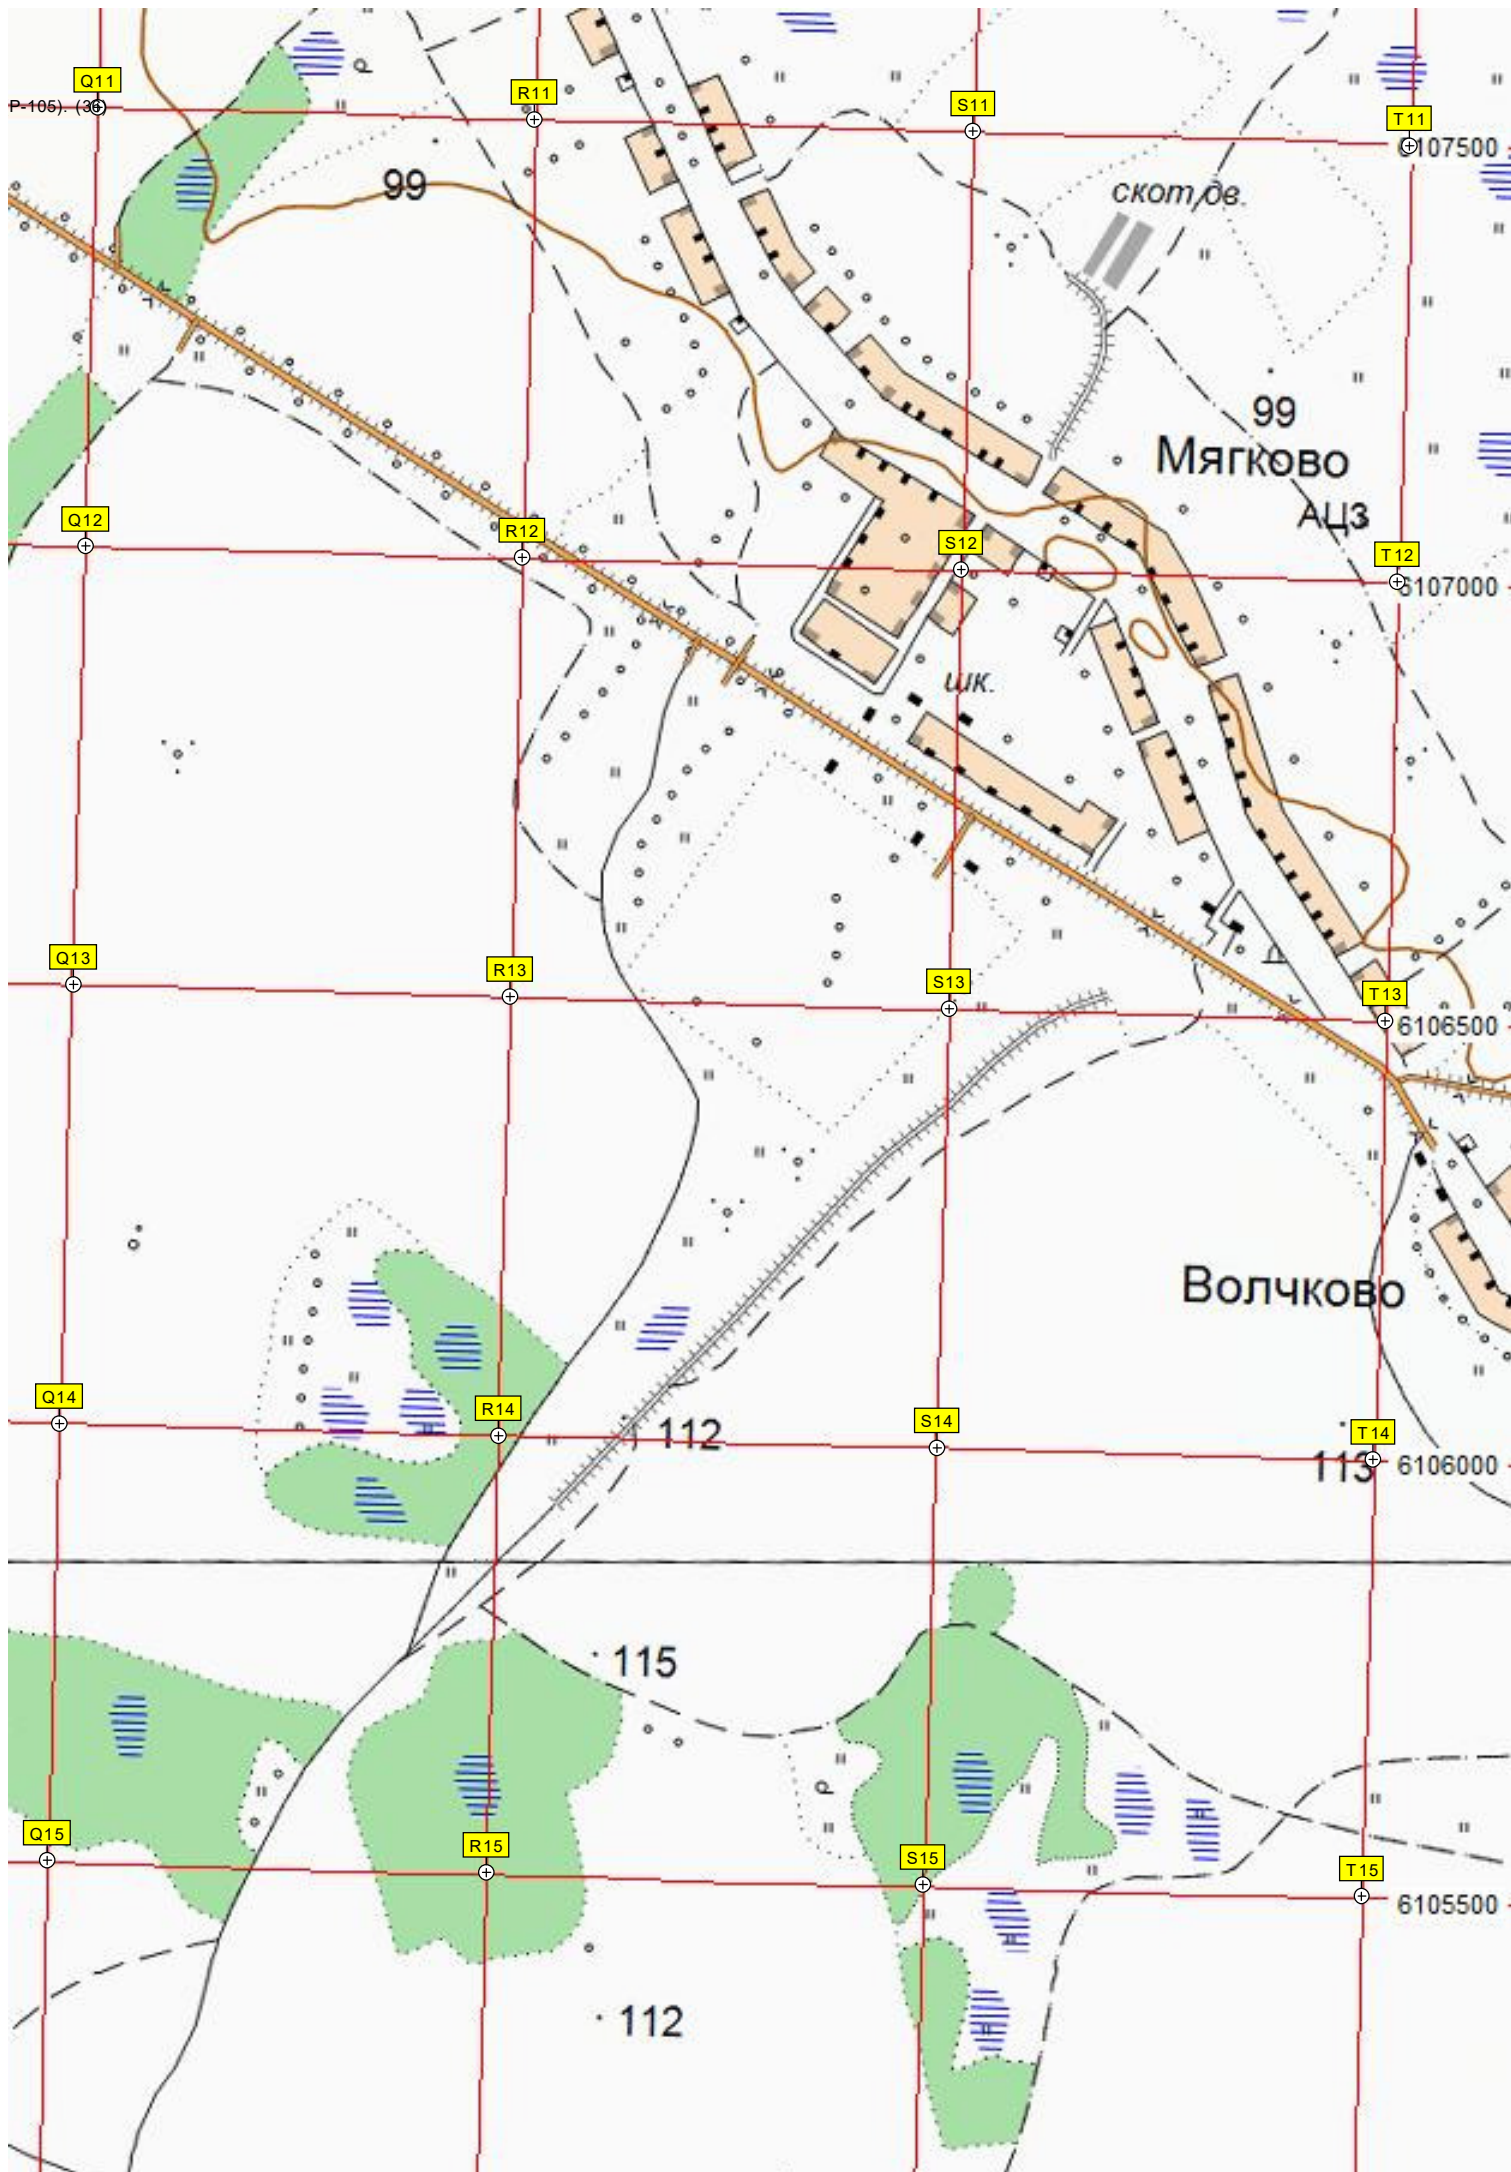 Q11
R11
S11
T11
Р-105). (36)
6107500
99
скот.дв.
99
Мягково
АЦЗ
Q12
R12
S12
T12
6107000
шк.
Q13
R13
S13
T13
6106500
Волчково
Q14
R14
S14
T14
112
113
6106000
115
Q15
R15
S15
T15
6105500
112